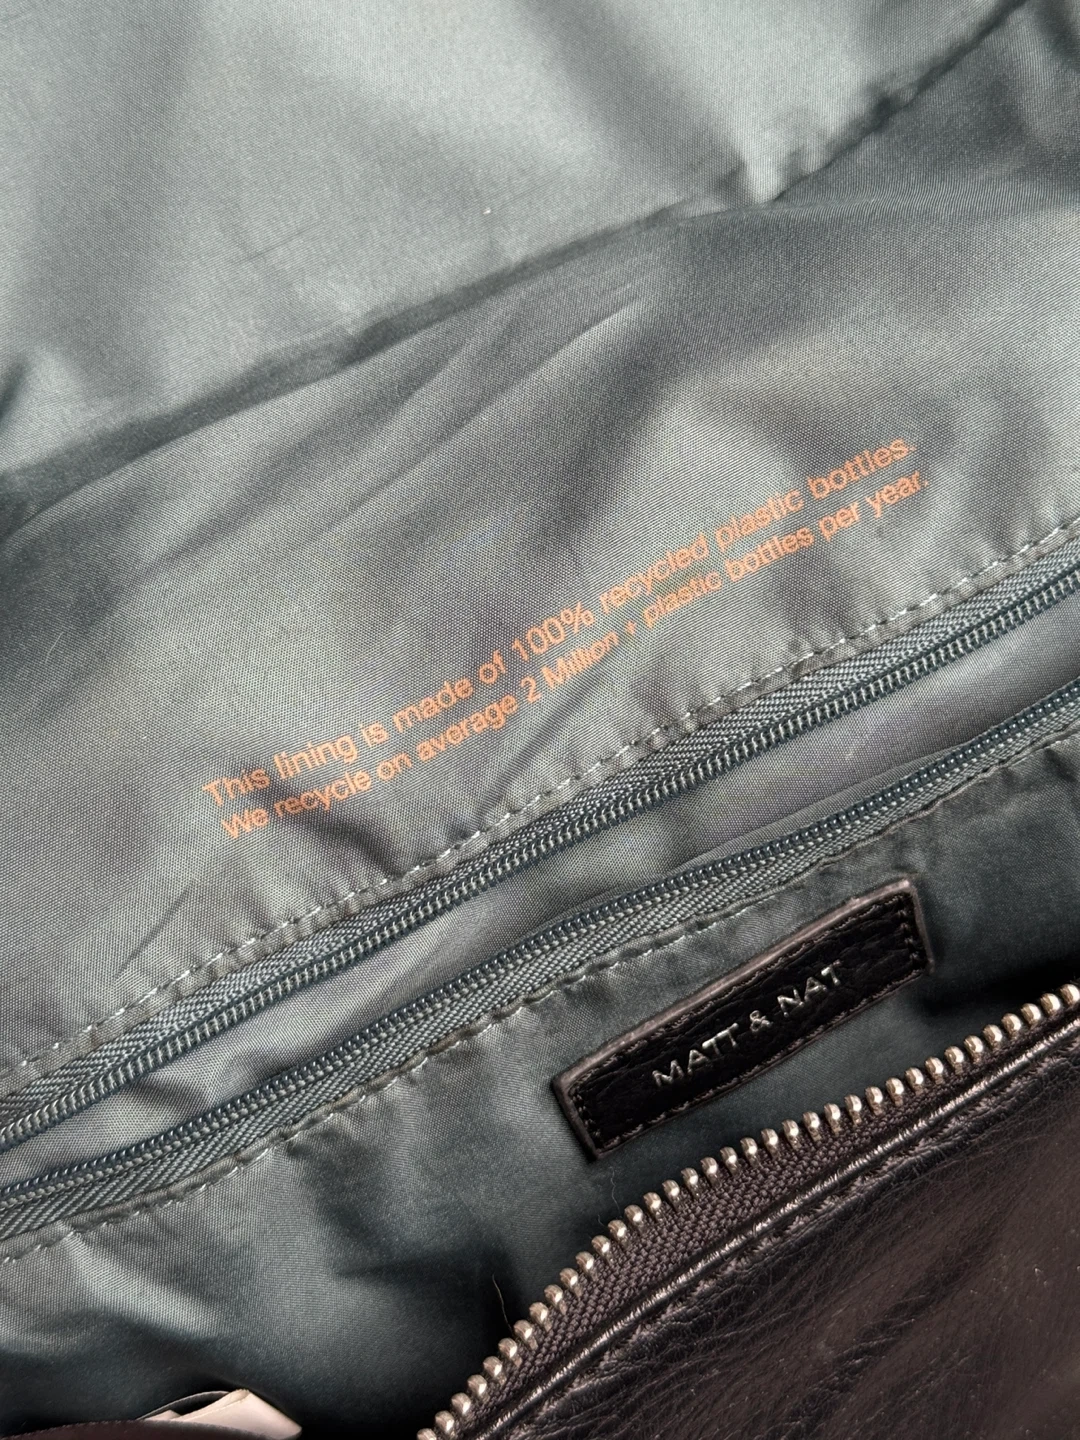 This lining is made of 100% recycled plastic bottles.
We recycle on average 2 Million + plastic bottles per year.
MATT & NAT